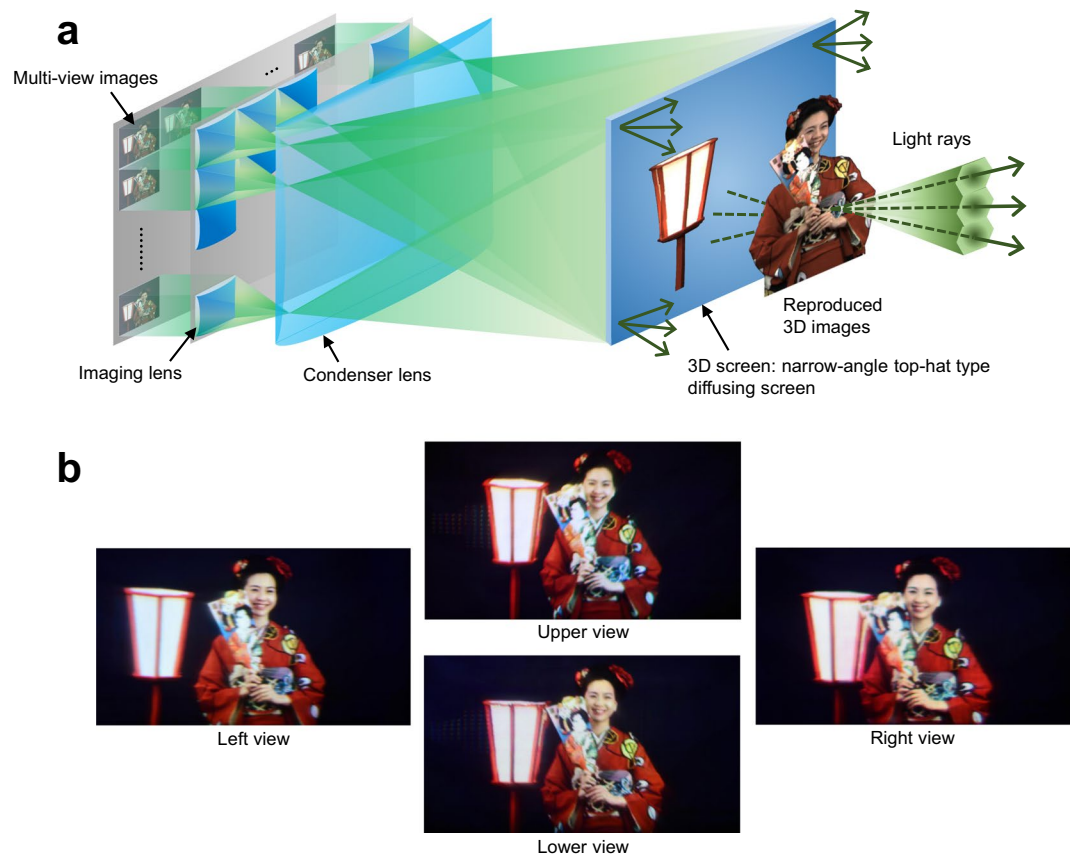 a
Multi-view images
Light rays
Reproduced
3D images
Imaging lens
Condenser lens
3D screen: narrow-angle top-hat type
diffusing screen
b
Upper view
Left view
Right view
Lower view